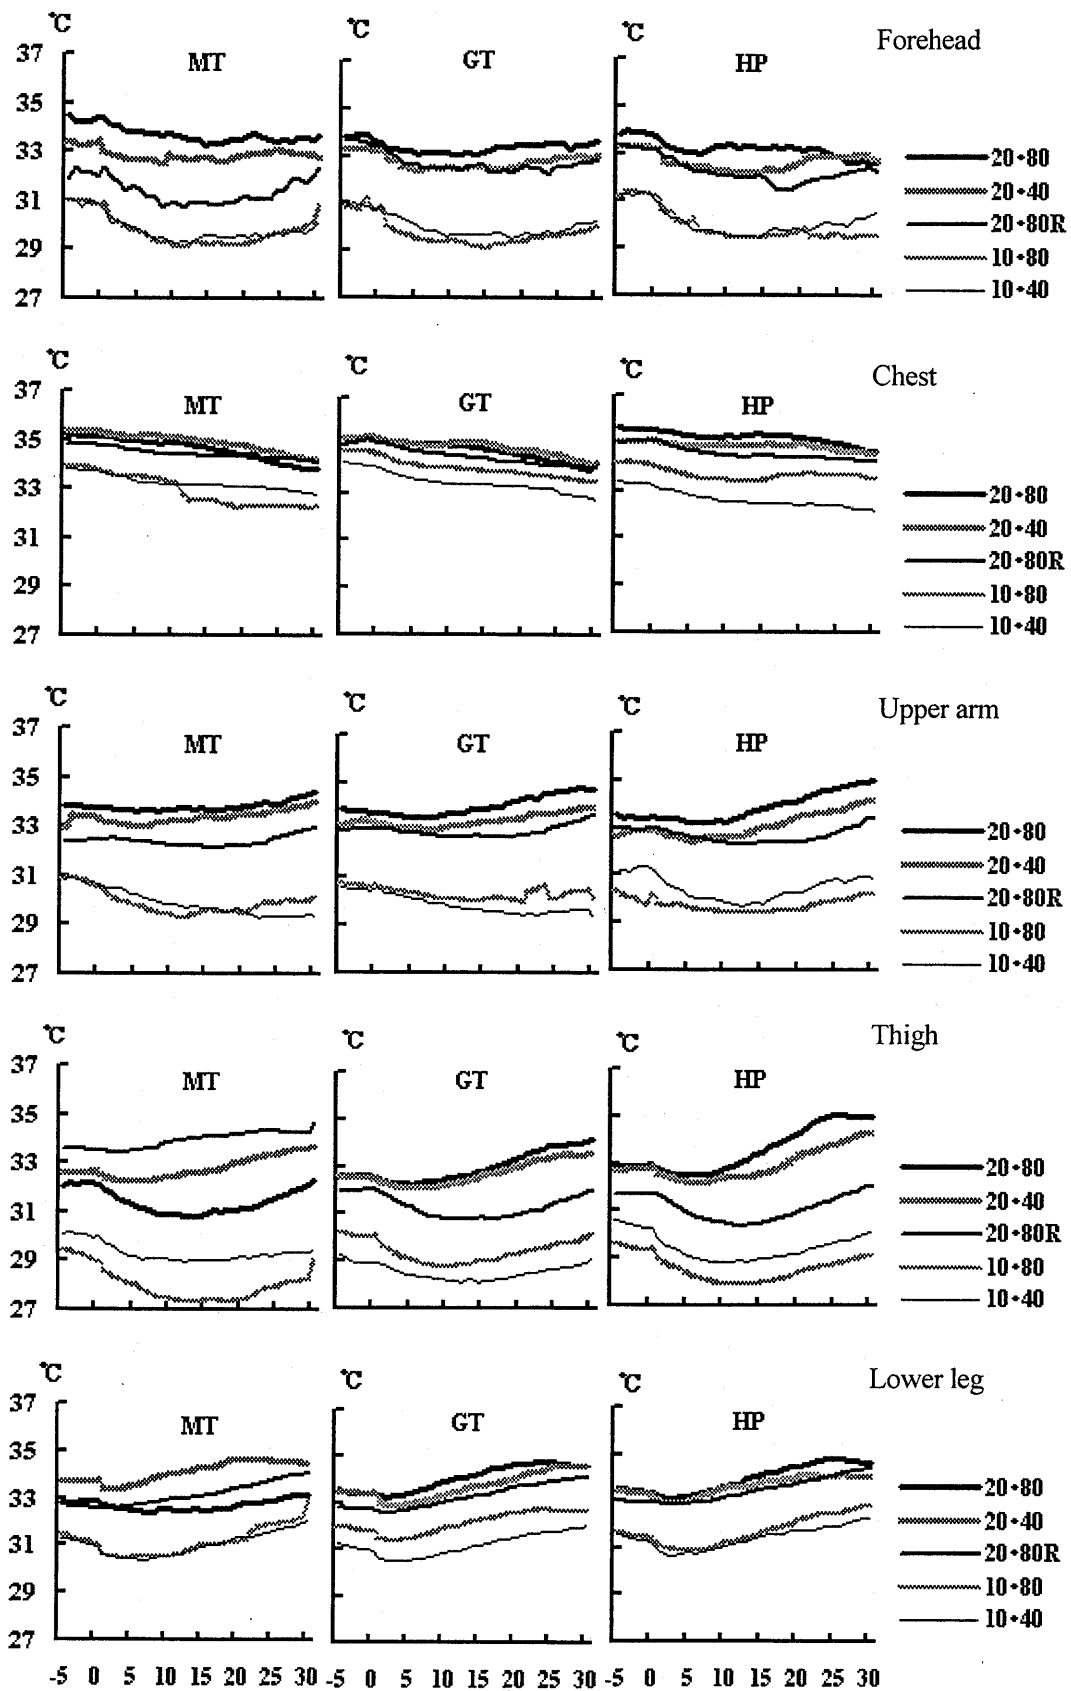 °C °C °C Forehead
37 MT GT HP
35
33 20·80
31 20·40
29 20·80R
27 10·80
10·40
°C °C °C Chest
37 MT GT HP
35
33 20·80
31 20·40
29 20·80R
27 10·80
10·40
°C °C °C Upper arm
37 MT GT HP
35
33 20·80
31 20·40
29 20·80R
27 10·80
10·40
°C °C °C Thigh
37 MT GT HP
35
33 20·80
31 20·40
29 20·80R
27 10·80
10·40
°C °C °C Lower leg
37 MT GT HP
35
33 20·80
31 20·40
29 20·80R
27 10·80
10·40
-5 0 5 10 15 20 25 30 -5 0 5 10 15 20 25 30 -5 0 5 10 15 20 25 30